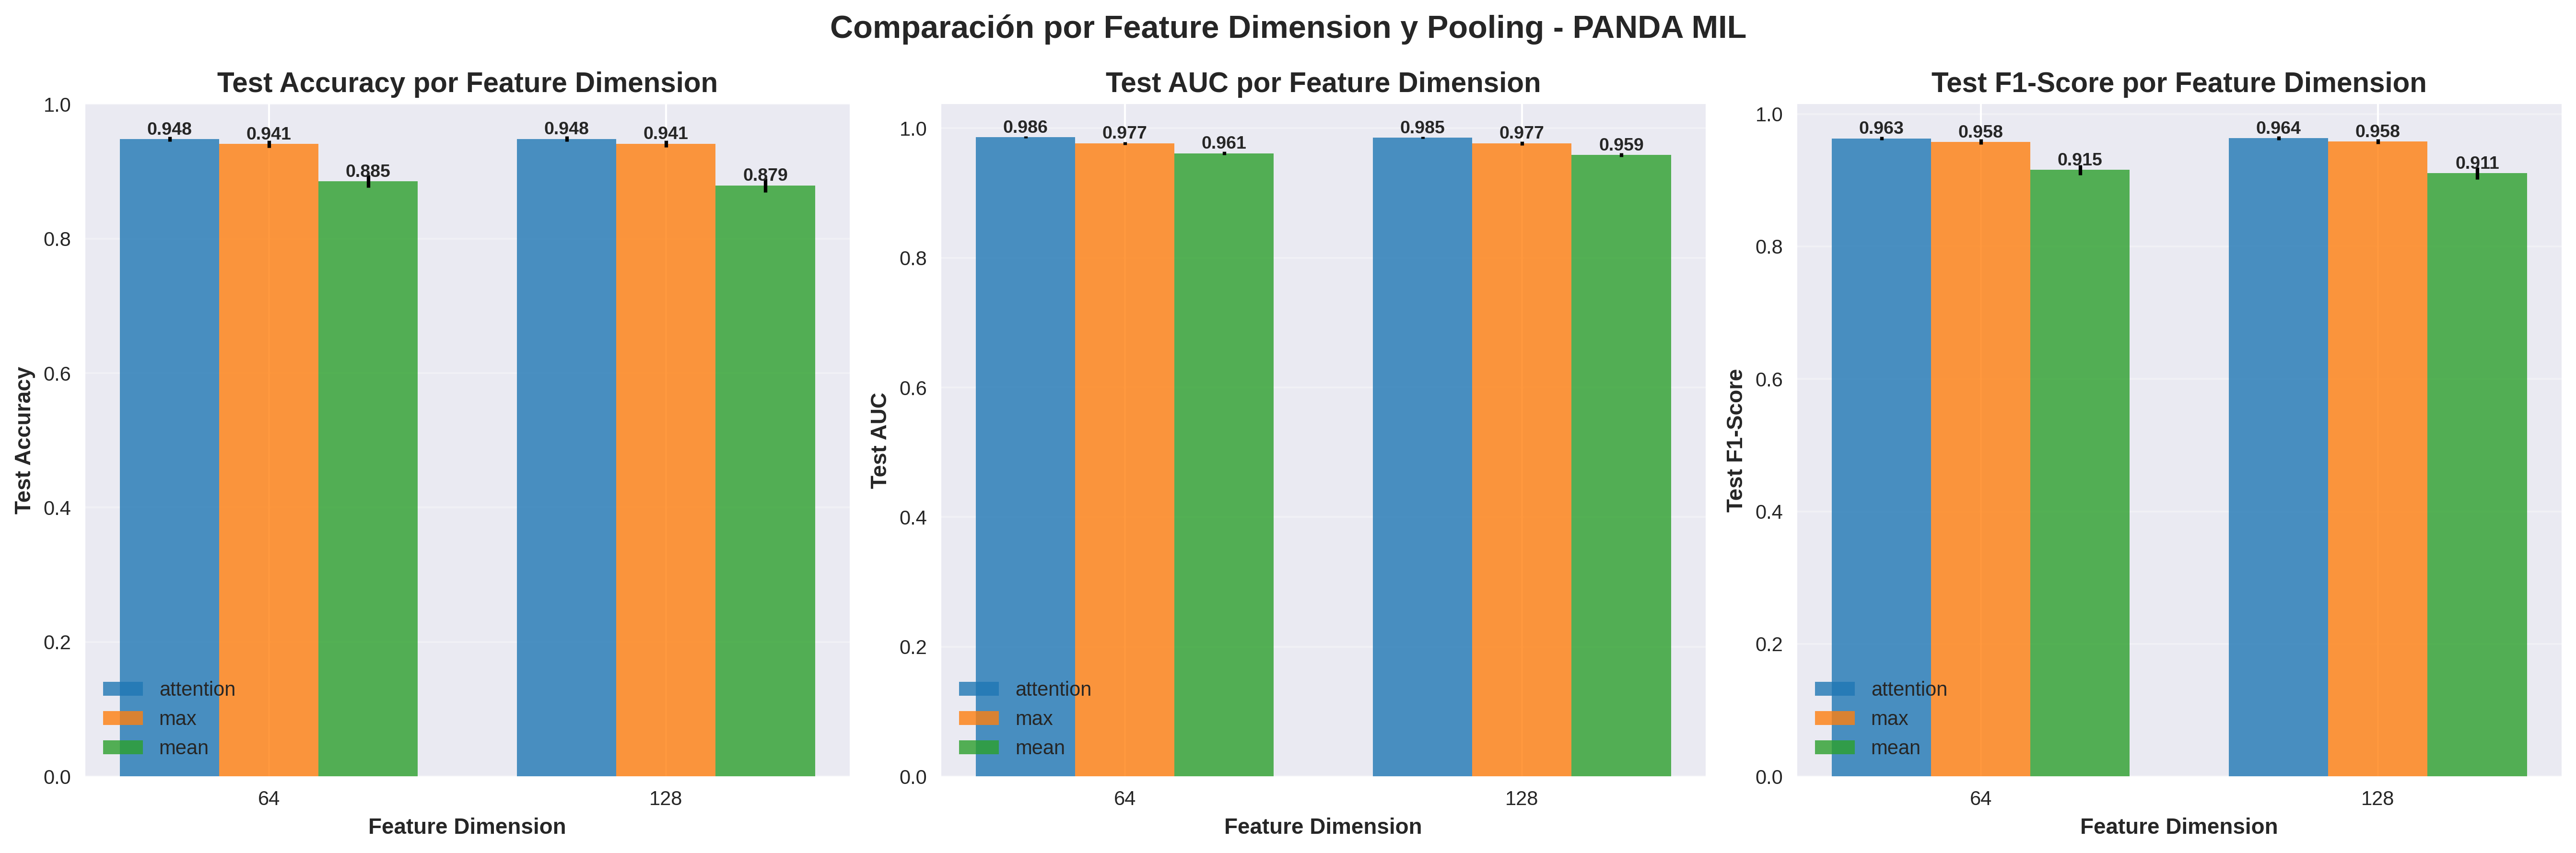 Comparación por Feature Dimension y Pooling - PANDA MIL
Test Accuracy por Feature Dimension
Test Accuracy
1.0
0.8
0.6
0.4
0.2
0.0
0.948
0.941
0.885
0.948
0.941
0.879
attention
max
mean
64
128
Feature Dimension
Test AUC por Feature Dimension
Test AUC
1.0
0.8
0.6
0.4
0.2
0.0
0.986
0.977
0.961
0.985
0.977
0.959
attention
max
mean
64
128
Feature Dimension
Test F1-Score por Feature Dimension
Test F1-Score
1.0
0.8
0.6
0.4
0.2
0.0
0.963
0.958
0.915
0.964
0.958
0.911
attention
max
mean
64
128
Feature Dimension